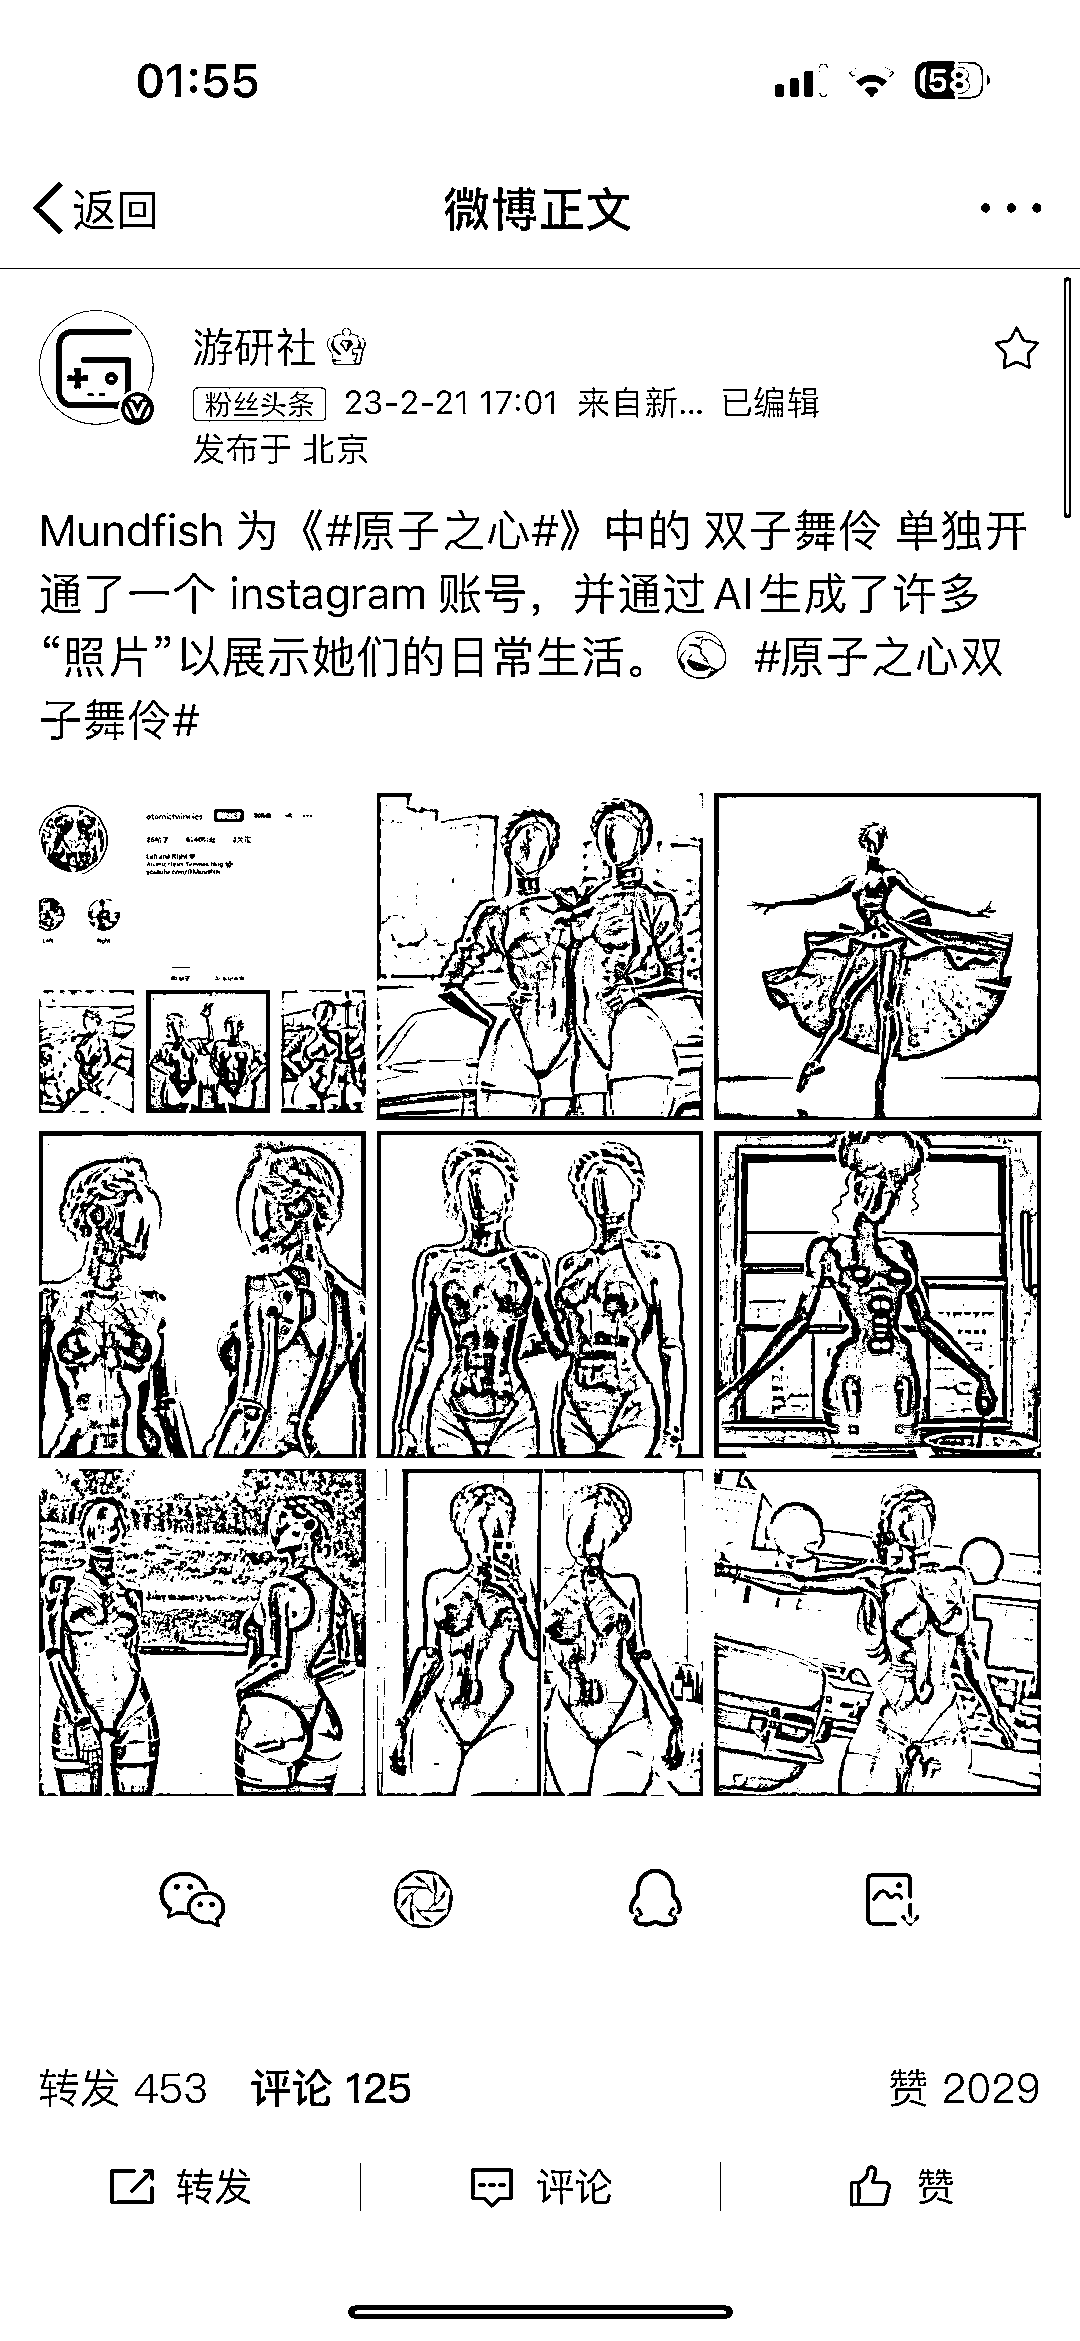 01:55
58
返回
微博正文
游研社
粉丝头条 23-2-21 17:01 来自新... 已编辑
发布于 北京
Mundfish 为《#原子之心#》中的 双子舞伶 单独开
通了一个 instagram 账号，并通过AI生成了许多
“照片”以展示她们的日常生活。 #原子之心双
子舞伶#
Left and Right
转发 453 评论 125
赞 2029
转发
评论
赞